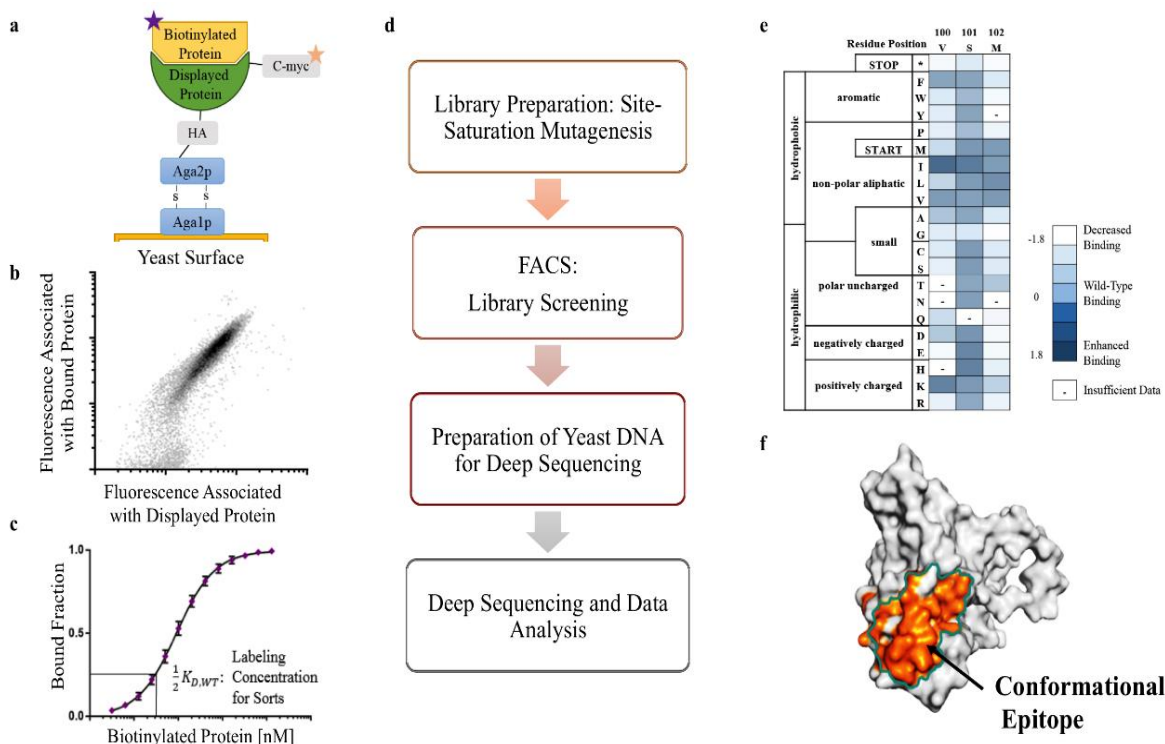 a
Biotinylated
Protein
Displayed
Protein
C-myc
HA
Aga2p
s s
Aga1p
Yeast Surface
b
Fluorescence Associated
with Bound Protein
Fluorescence Associated
with Displayed Protein
c
Bound Fraction
1.0
0.5
0.0
½ K_D,WT: Labeling
Concentration
for Sorts
Biotinylated Protein [nM]
d
Library Preparation: Site-
Saturation Mutagenesis
FACS:
Library Screening
Preparation of Yeast DNA
for Deep Sequencing
Deep Sequencing and Data
Analysis
e
100 101 102
Residue Position V S M
STOP *
hydrophobic
aromatic
F
W
Y -
non-polar aliphatic
P
START M
I
L
V
small
A
G
hydrophilic
polar uncharged
C
S
T -
N - -
Q -
negatively charged
D
E
positively charged
H -
K
R
-1.8 Decreased
Binding
0 Wild-Type
Binding
1.8 Enhanced
Binding
- Insufficient Data
f
Conformational
Epitope